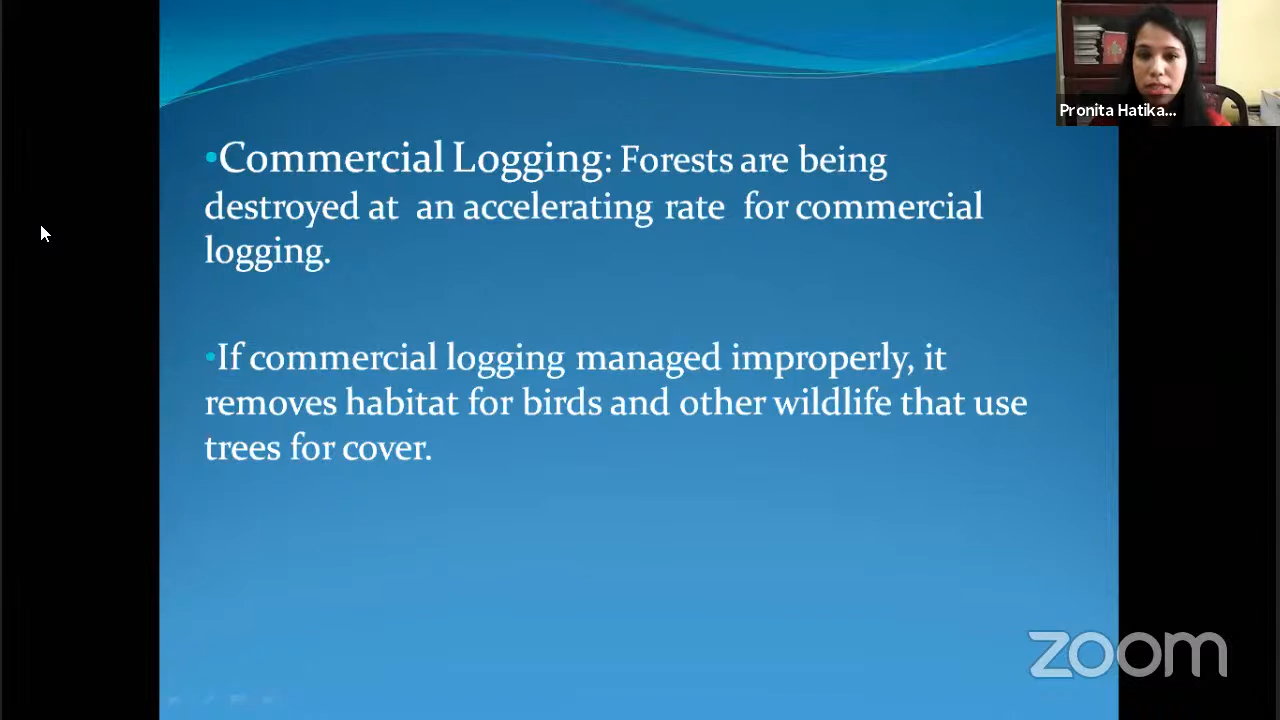 Pronita Hatika...
•Commercial Logging: Forests are being
destroyed at an accelerating rate for commercial
logging.
•If commercial logging managed improperly, it
removes habitat for birds and other wildlife that use
trees for cover.
zoom